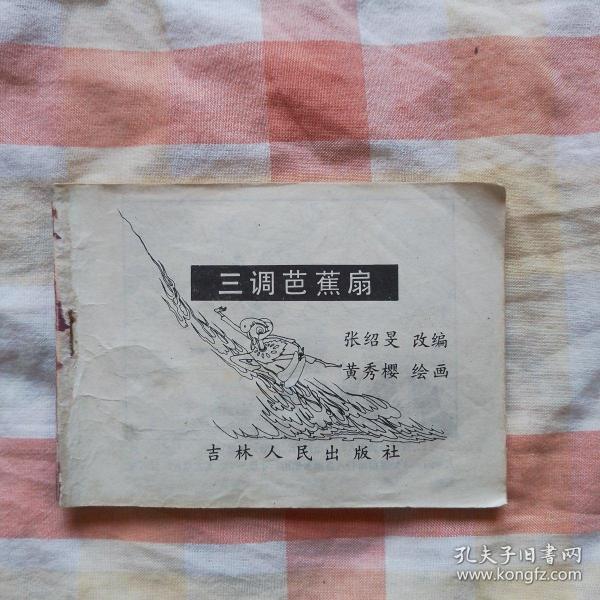 三调芭蕉扇
张绍旻 改编
黄秀樱 绘画
吉林人民出版社
孔夫子旧書网
www.kongfz.com